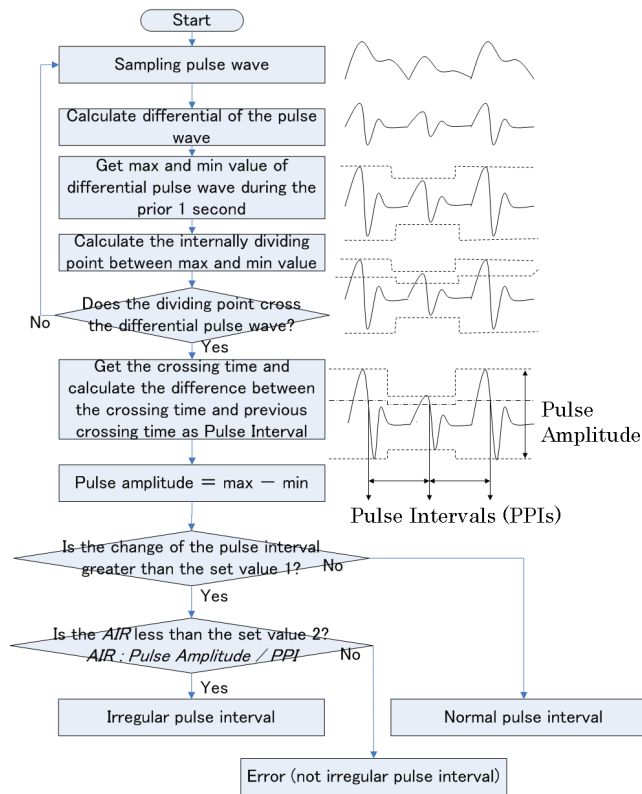 Start
Sampling pulse wave
Calculate differential of the pulse
wave
Get max and min value of
differential pulse wave during the
prior 1 second
Calculate the internally dividing
point between max and min value
Does the dividing point cross
the differential pulse wave?
No
Yes
Get the crossing time and
calculate the difference between
the crossing time and previous
crossing time as Pulse Interval
Pulse
Amplitude
Pulse amplitude = max − min
Pulse Intervals (PPIs)
Is the change of the pulse interval
greater than the set value 1?
No
Yes
Is the AIR less than the set value 2?
AIR : Pulse Amplitude / PPI
No
Yes
Irregular pulse interval
Normal pulse interval
Error (not irregular pulse interval)